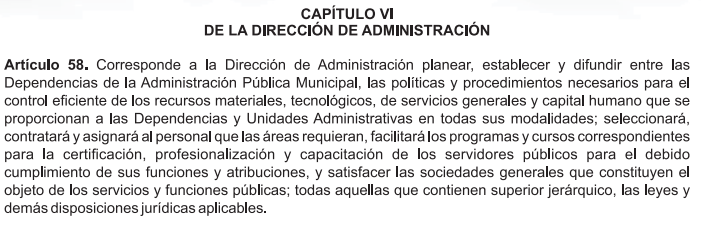 CAPÍTULO VI
DE LA DIRECCIÓN DE ADMINISTRACIÓN
Artículo 58. Corresponde a la Dirección de Administración planear, establecer y difundir entre las
Dependencias de la Administración Pública Municipal, las políticas y procedimientos necesarios para el
control eficiente de los recursos materiales, tecnológicos, de servicios generales y capital humano que se
proporcionan a las Dependencias y Unidades Administrativas en todas sus modalidades; seleccionará,
contratará y asignará al personal que las áreas requieran, facilitará los programas y cursos correspondientes
para la certificación, profesionalización y capacitación de los servidores públicos para el debido
cumplimiento de sus funciones y atribuciones, y satisfacer las sociedades generales que constituyen el
objeto de los servicios y funciones públicas; todas aquellas que contienen superior jerárquico, las leyes y
demás disposiciones jurídicas aplicables.